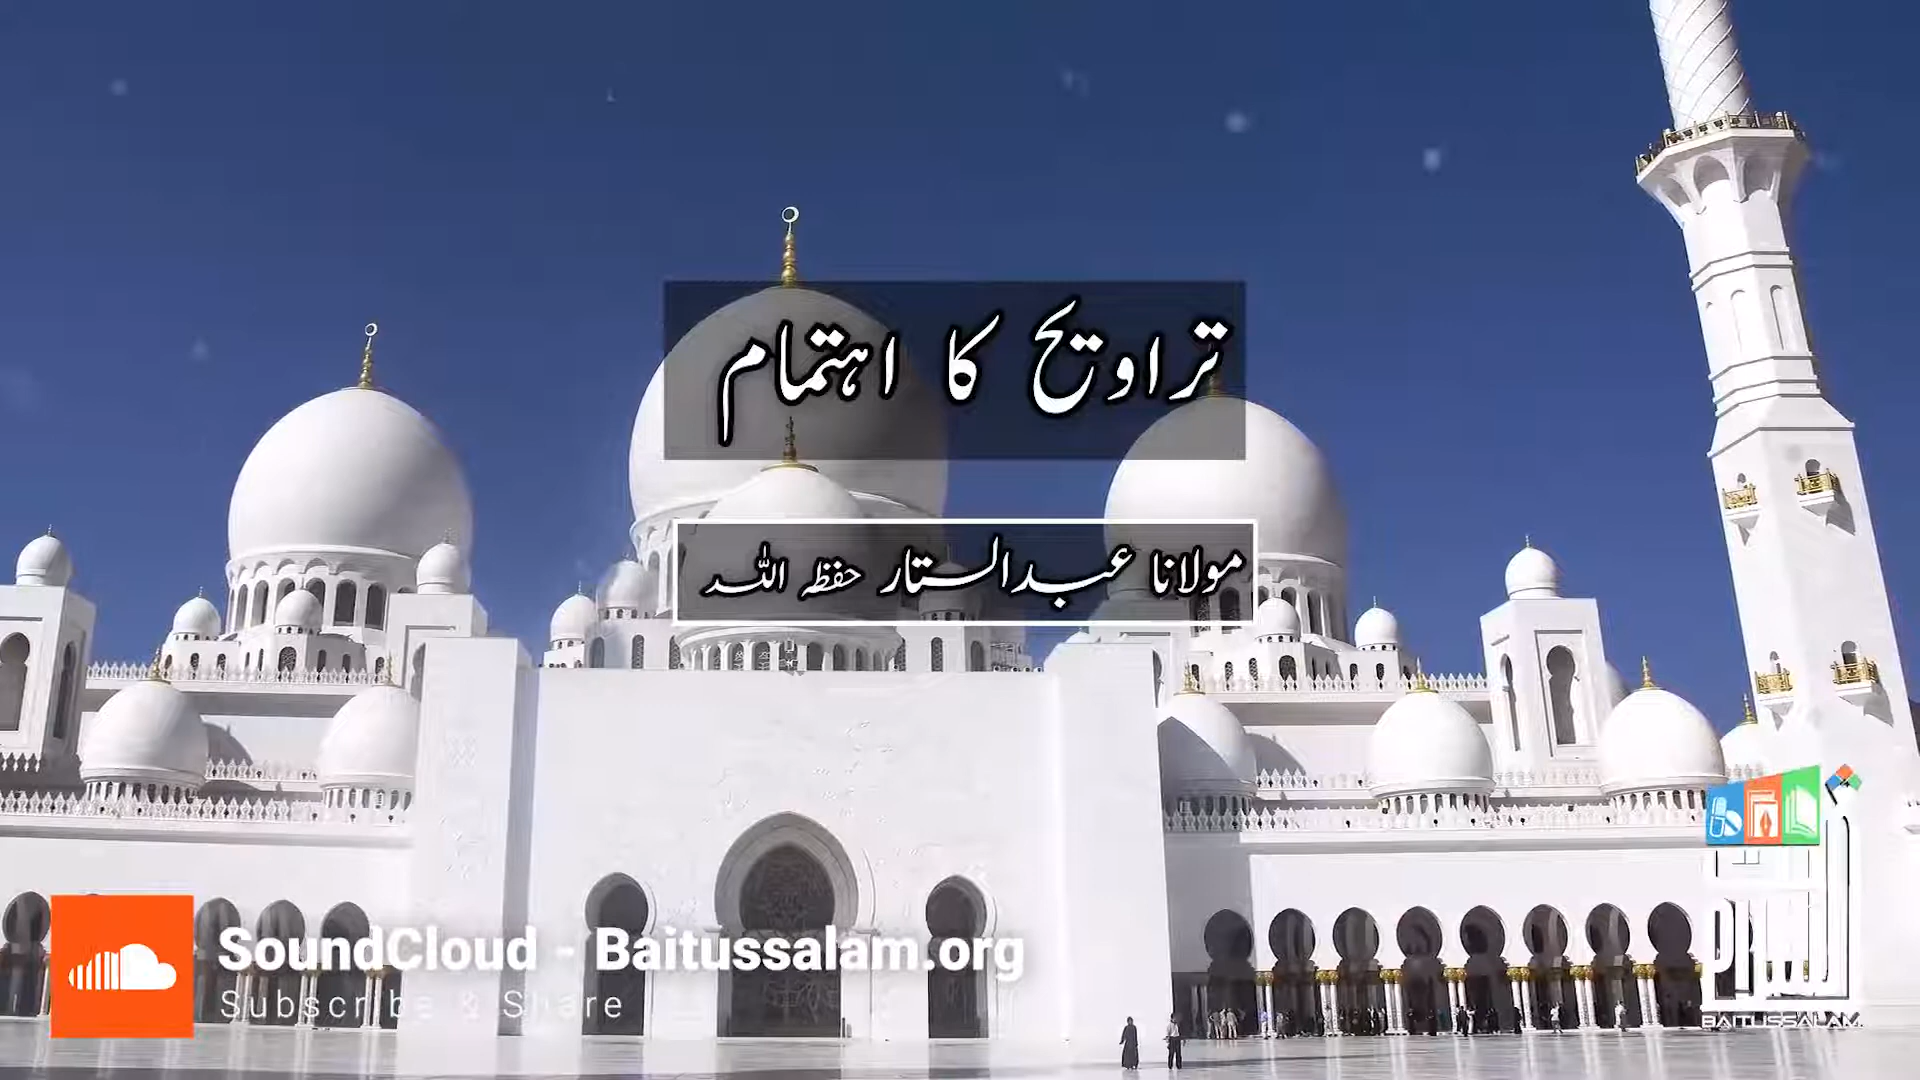 تراویح کا اہتمام
مولانا عبدالستار حفظہ اللہ
SoundCloud - Baitussalam.org
Subscribe & Share
BAITUSSALAM